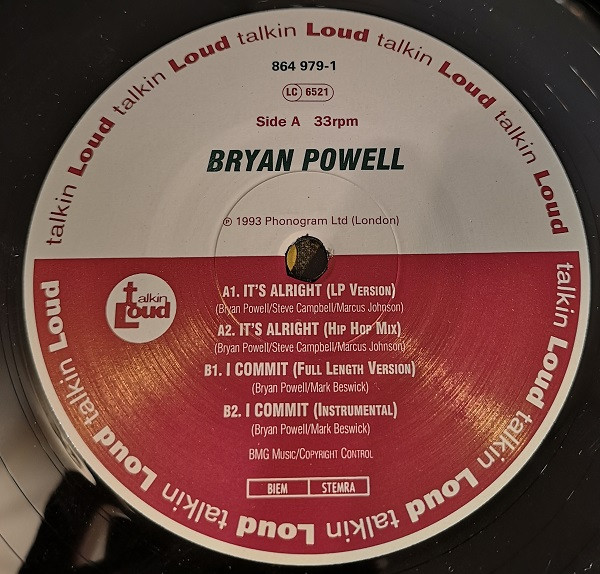 talkin Loud talkin Loud talkin Loud talkin Loud talkin Loud talkin Loud talkin Loud talkin Loud talkin Loud
864 979-1
LC 6521
Side A 33rpm
BRYAN POWELL
℗ 1993 Phonogram Ltd (London)
talkin Loud
A1. IT'S ALRIGHT (LP VERSION)
(Bryan Powell/Steve Campbell/Marcus Johnson)
A2. IT'S ALRIGHT (HIP HOP MIX)
(Bryan Powell/Steve Campbell/Marcus Johnson)
B1. I COMMIT (FULL LENGTH VERSION)
(Bryan Powell/Mark Beswick)
B2. I COMMIT (INSTRUMENTAL)
(Bryan Powell/Mark Beswick)
BMG MUSIC/COPYRIGHT CONTROL
BIEM STEMRA